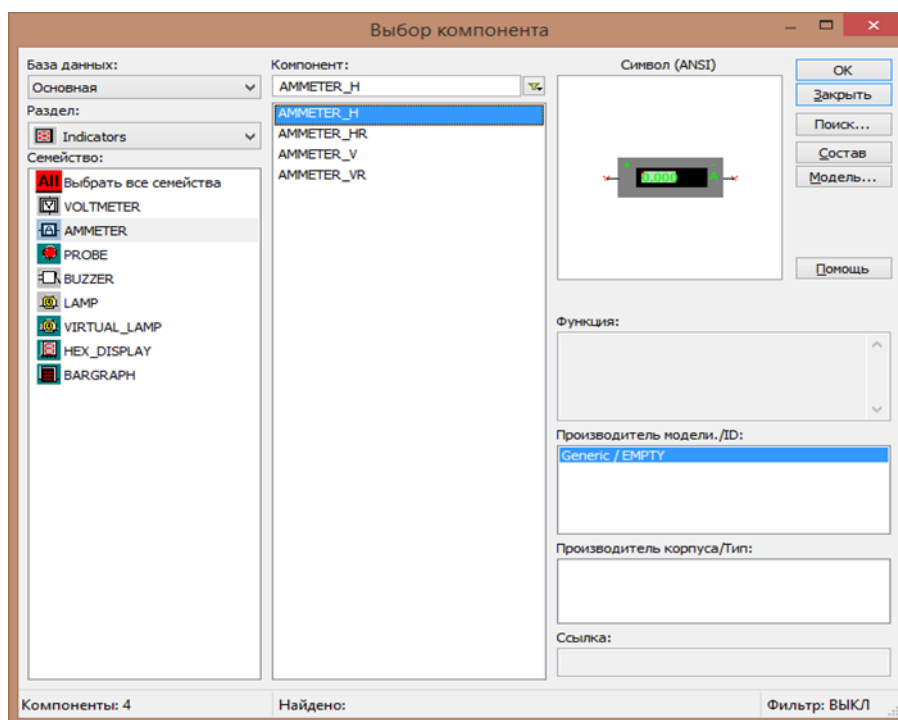 Выбор компонента
База данных:
Основная
Раздел:
Indicators
Семейство:
All Выбрать все семейства
VOLTMETER
AMMETER
PROBE
BUZZER
LAMP
VIRTUAL_LAMP
HEX_DISPLAY
BARGRAPH
Компонент:
AMMETER_H
AMMETER_H
AMMETER_HR
AMMETER_V
AMMETER_VR
Символ (ANSI)
0.000 A
Функция:
Производитель модели./ID:
Generic / EMPTY
Производитель корпуса/Тип:
Ссылка:
OK
Закрыть
Поиск...
Состав
Модель...
Помощь
Компоненты: 4
Найдено:
Фильтр: ВЫКЛ